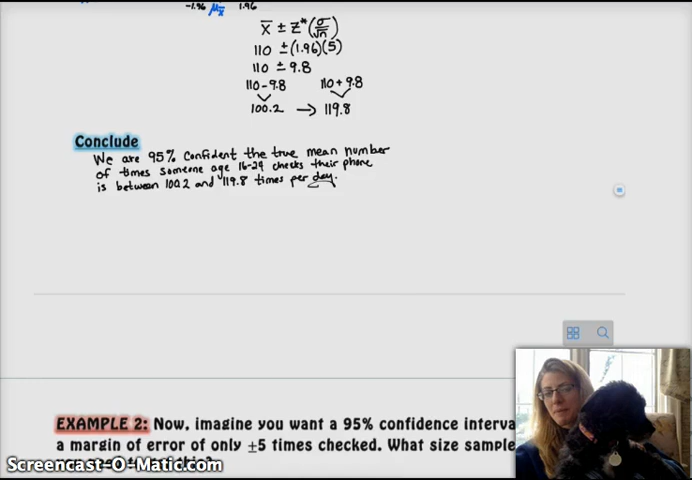 -1.96 μx̄ 1.96
x̄ ± z*(σ/√n)
110 ±(1.96)(5)
110 ± 9.8
110-9.8 110+9.8
100.2 → 119.8
Conclude
We are 95% confident the true mean number
of times someone age 16-24 checks their phone
is between 100.2 and 119.8 times per day.
EXAMPLE 2: Now, imagine you want a 95% confidence interva
a margin of error of only ±5 times checked. What size sample
Screencast-O-Matic.com